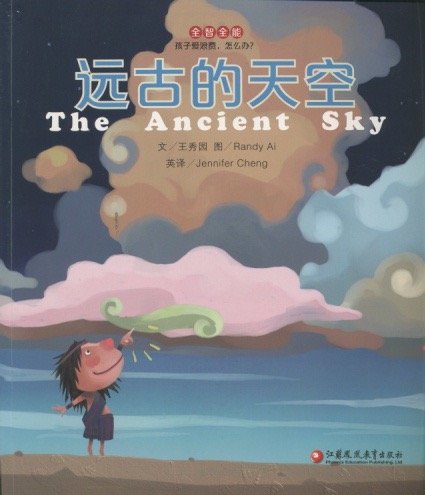 全智全能
孩子爱浪费，怎么办?
远古的天空
The Ancient Sky
文／王秀园 图／Randy Ai
英译／Jennifer Cheng
江苏凤凰教育出版社
Phoenix Education Publishing, Ltd